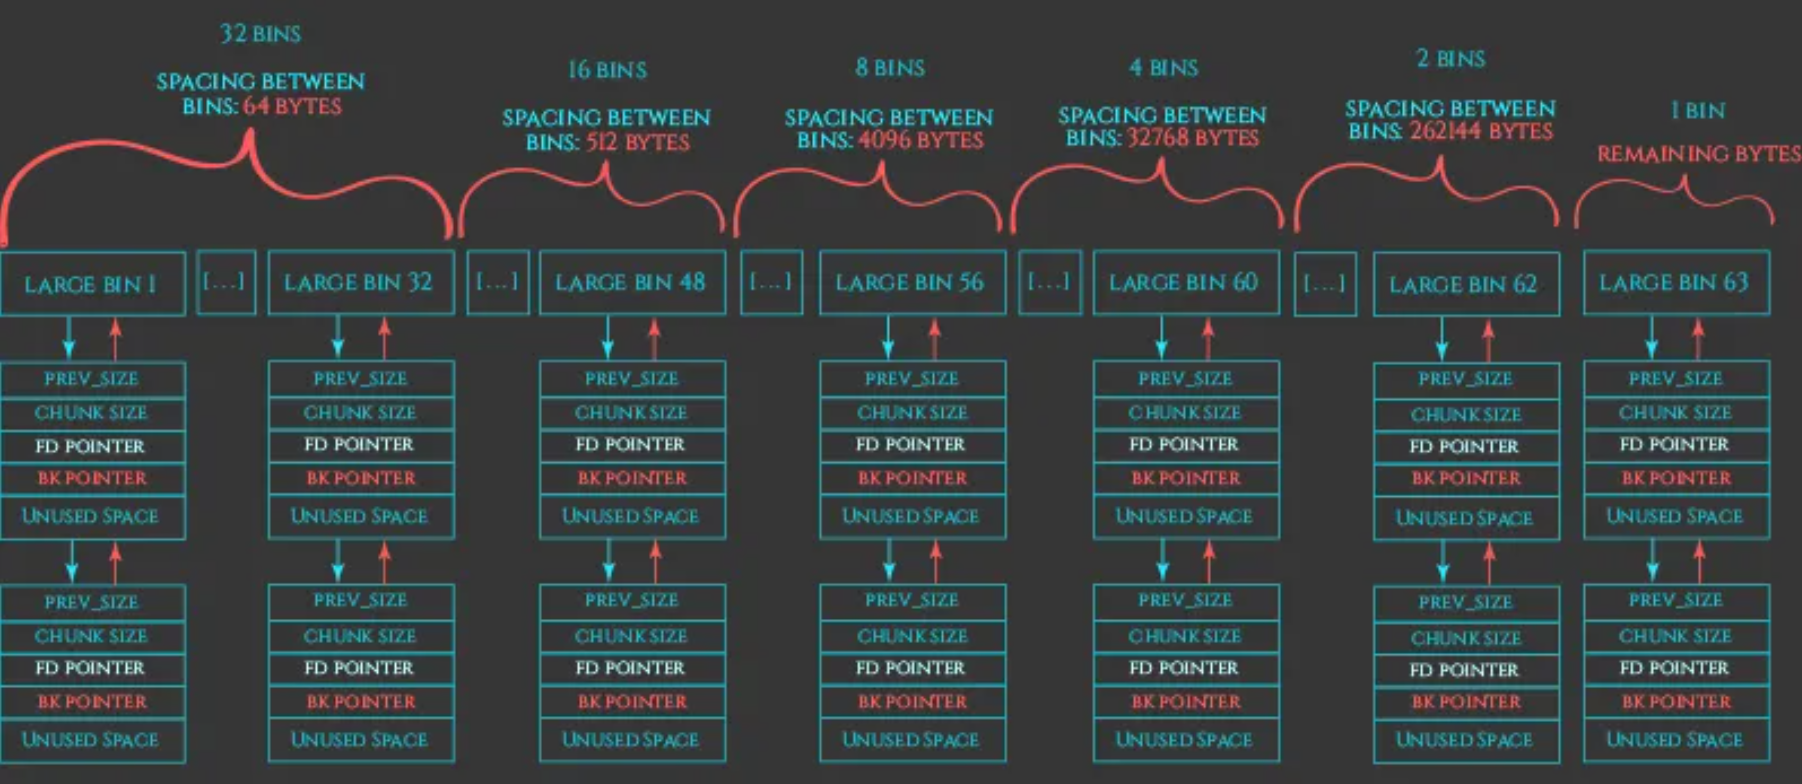 32 BINS
SPACING BETWEEN
BINS: 64 BYTES
16 BINS
SPACING BETWEEN
BINS: 512 BYTES
8 BINS
SPACING BETWEEN
BINS: 4096 BYTES
4 BINS
SPACING BETWEEN
BINS: 32768 BYTES
2 BINS
SPACING BETWEEN
BINS: 262144 BYTES
1 BIN
REMAINING BYTES
LARGE BIN 1
[...]
LARGE BIN 32
[...]
LARGE BIN 48
[...]
LARGE BIN 56
[...]
LARGE BIN 60
[...]
LARGE BIN 62
LARGE BIN 63
PREV_SIZE
CHUNK SIZE
FD POINTER
BK POINTER
UNUSED SPACE
PREV_SIZE
CHUNK SIZE
FD POINTER
BK POINTER
UNUSED SPACE
PREV_SIZE
CHUNK SIZE
FD POINTER
BK POINTER
UNUSED SPACE
PREV_SIZE
CHUNK SIZE
FD POINTER
BK POINTER
UNUSED SPACE
PREV_SIZE
CHUNK SIZE
FD POINTER
BK POINTER
UNUSED SPACE
PREV_SIZE
CHUNK SIZE
FD POINTER
BK POINTER
UNUSED SPACE
PREV_SIZE
CHUNK SIZE
FD POINTER
BK POINTER
UNUSED SPACE
PREV_SIZE
CHUNK SIZE
FD POINTER
BK POINTER
UNUSED SPACE
PREV_SIZE
CHUNK SIZE
FD POINTER
BK POINTER
UNUSED SPACE
PREV_SIZE
CHUNK SIZE
FD POINTER
BK POINTER
UNUSED SPACE
PREV_SIZE
CHUNK SIZE
FD POINTER
BK POINTER
UNUSED SPACE
PREV_SIZE
CHUNK SIZE
FD POINTER
BK POINTER
UNUSED SPACE
PREV_SIZE
CHUNK SIZE
FD POINTER
BK POINTER
UNUSED SPACE
PREV_SIZE
CHUNK SIZE
FD POINTER
BK POINTER
UNUSED SPACE